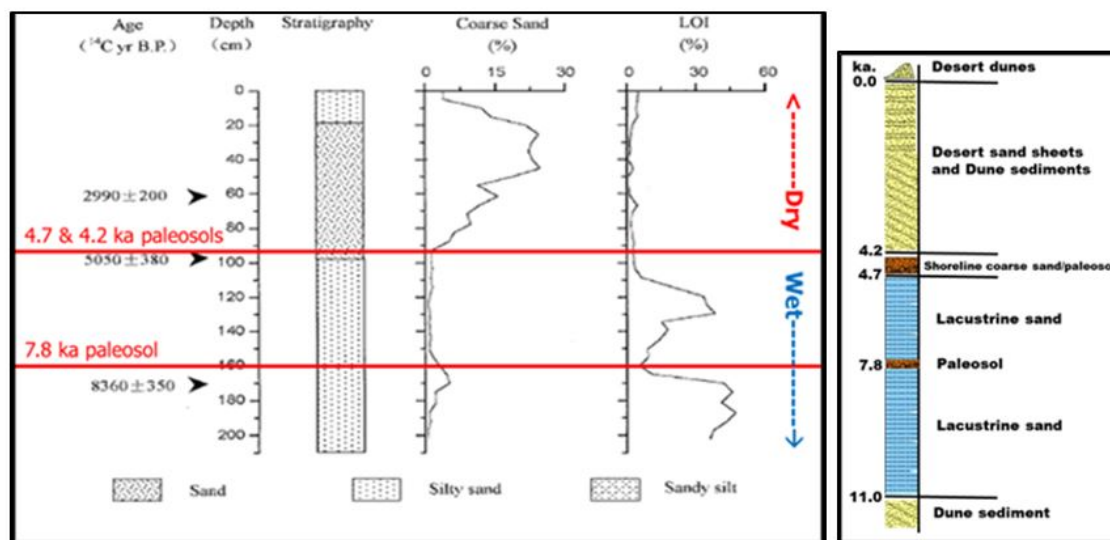 Age
(¹⁴C yr B.P.)
Depth
(cm)
Stratigraphy
Coarse Sand
(%)
LOI
(%)
0 15 30
0 30 60
0
20
40
60
80
100
120
140
160
180
200
2990±200
4.7 & 4.2 ka paleosols
5050±380
7.8 ka paleosol
8360±350
Dry
Wet
Sand
Silty sand
Sandy silt
ka.
0.0
Desert dunes
Desert sand sheets
and Dune sediments
4.2
Shoreline coarse sand/paleosol
4.7
Lacustrine sand
7.8
Paleosol
Lacustrine sand
11.0
Dune sediment